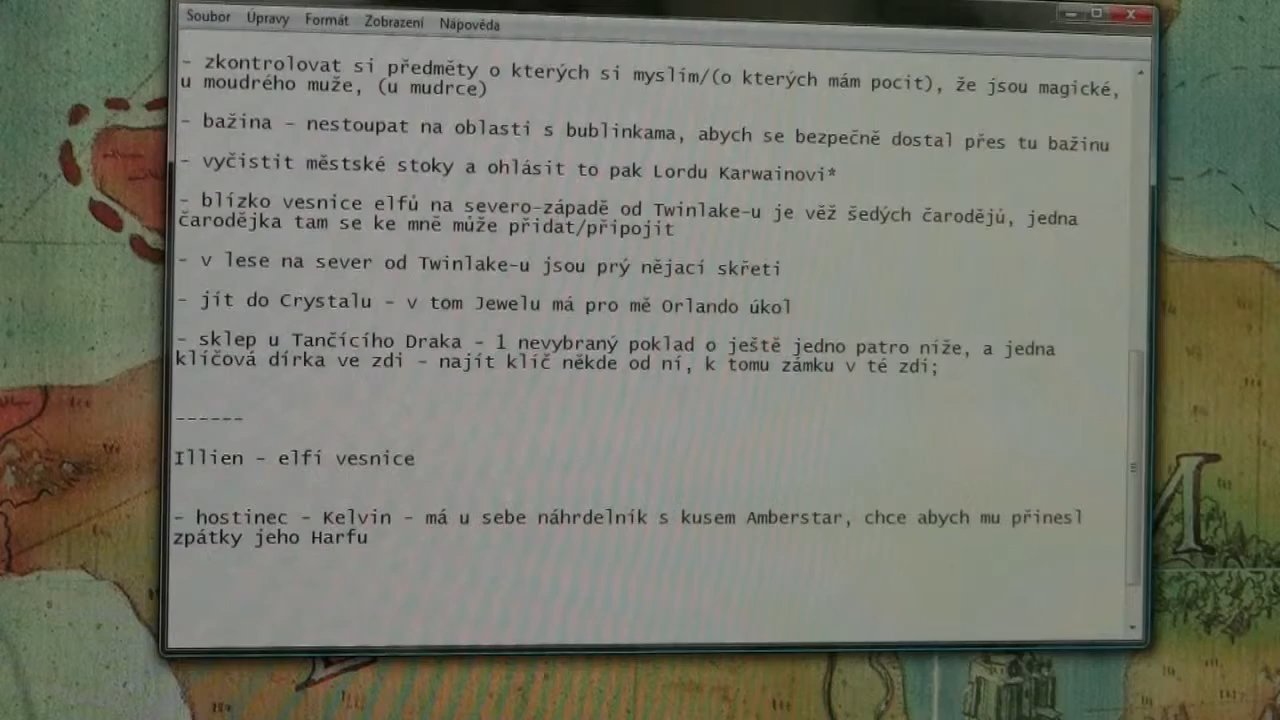 Soubor Úpravy Formát Zobrazení Nápověda
- zkontrolovat si předměty o kterých si myslím/(o kterých mám pocit), že jsou magické,
u moudrého muže, (u mudrce)
- bažina - nestoupat na oblasti s bublinkama, abych se bezpečně dostal přes tu bažinu
- vyčistit městské stoky a ohlásit to pak Lordu Karwainovi*
- blízko vesnice elfů na severo-západě od Twinlake-u je věž šedých čarodějů, jedna
čarodějka tam se ke mně může přidat/připojit
- v lese na sever od Twinlake-u jsou prý nějací skřeti
- jít do Crystalu - v tom Jewelu má pro mě Orlando úkol
- sklep u Tančícího Draka - 1 nevybraný poklad o ještě jedno patro níže, a jedna
klíčová dírka ve zdi - najít klíč někde od ní, k tomu zámku v té zdi;
------
Illien - elfí vesnice
- hostinec - Kelvin - má u sebe náhrdelník s kusem Amberstar, chce abych mu přinesl
zpátky jeho Harfu